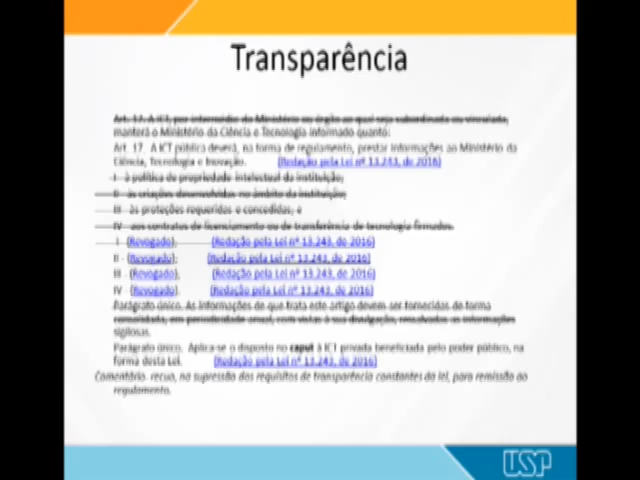 Transparência
Art. 17. A ICT, por intermédio do Ministério ou órgão ao qual seja subordinada ou vinculada,
manterá o Ministério da Ciência e Tecnologia informado quanto:
Art. 17. A ICT pública deverá, na forma de regulamento, prestar informações ao Ministério da
Ciência, Tecnologia e Inovação. (Redação pela Lei nº 13.243, de 2016)
I - à política de propriedade intelectual da instituição;
II - às criações desenvolvidas no âmbito da instituição;
III - às proteções requeridas e concedidas; e
IV - aos contratos de licenciamento ou de transferência de tecnologia firmados.
I - (Revogado); (Redação pela Lei nº 13.243, de 2016)
II - (Revogado); (Redação pela Lei nº 13.243, de 2016)
III - (Revogado); (Redação pela Lei nº 13.243, de 2016)
IV - (Revogado). (Redação pela Lei nº 13.243, de 2016)
Parágrafo único. As informações de que trata este artigo devem ser fornecidas de forma
consolidada, em periodicidade anual, com vistas à sua divulgação, ressalvadas as informações
sigilosas.
Parágrafo único. Aplica-se o disposto no caput à ICT privada beneficiada pelo poder público, na
forma desta Lei. (Redação pela Lei nº 13.243, de 2016)
Comentário: recuo, na supressão dos requisitos de transparência constantes da lei, para remissão ao
regulamento.
USP